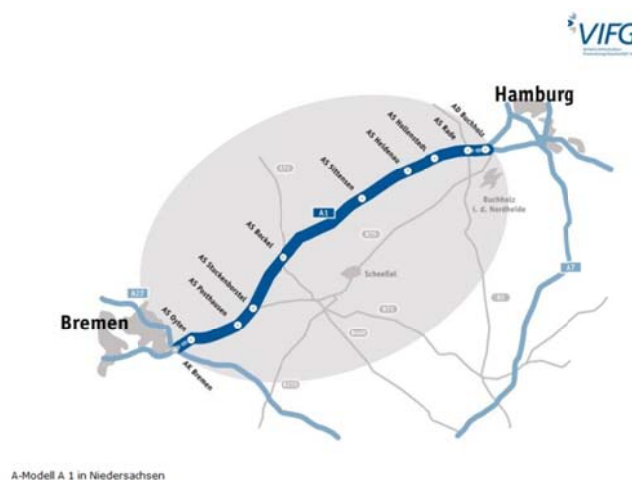 VIFG
Hamburg
AD Buchholz
AS Rade
AS Hollenstedt
AS Heidenau
AS Sittensen
A1
AS Bockel
Buchholz
i. d. Nordheide
AS Stuckenborstel
AS Posthausen
Scheeßel
A7
A27
AS Oyten
Bremen
AK Bremen
A-Modell A 1 in Niedersachsen